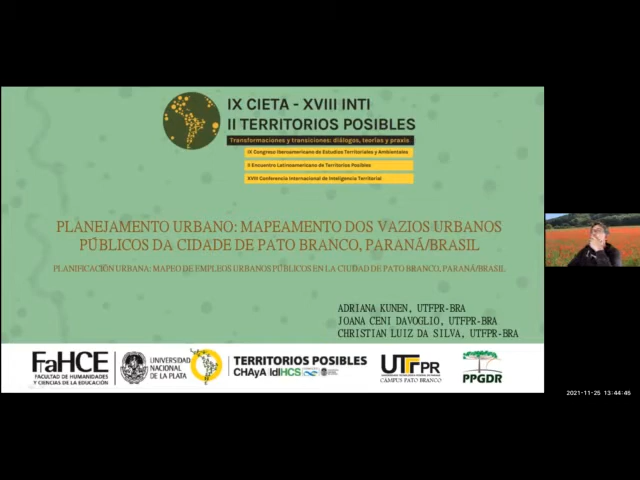 IX CIETA - XVIII INTI
II TERRITORIOS POSIBLES
Transformaciones y transiciones: diálogos, teorías y praxis
IX Congreso Iberoamericano de Estudios Territoriales y Ambientales
II Encuentro Latinoamericano de Territorios Posibles
XVIII Conferencia Internacional de Inteligencia Territorial
PLANEJAMENTO URBANO: MAPEAMENTO DOS VAZIOS URBANOS
PÚBLICOS DA CIDADE DE PATO BRANCO, PARANÁ/BRASIL
PLANIFICACIÓN URBANA: MAPEO DE EMPLEOS URBANOS PÚBLICOS EN LA CIUDAD DE PATO BRANCO, PARANÁ/BRASIL
ADRIANA KUNEN, UTFPR-BRA
JOANA CENI DAVOGLIO, UTFPR-BRA
CHRISTIAN LUIZ DA SILVA, UTFPR-BRA
FaHCE
FACULTAD DE HUMANIDADES
Y CIENCIAS DE LA EDUCACIÓN
UNIVERSIDAD
NACIONAL
DE LA PLATA
TERRITORIOS POSIBLES
CHAyA IdIHCS
UTFPR
CAMPUS PATO BRANCO
PPGDR
2021-11-25 13:44:45